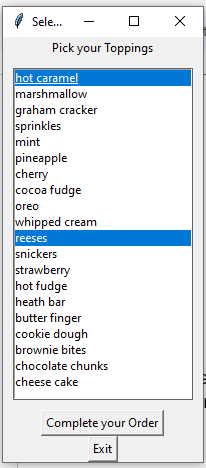 Sele...
Pick your Toppings
hot caramel
marshmallow
graham cracker
sprinkles
mint
pineapple
cherry
cocoa fudge
oreo
whipped cream
reeses
snickers
strawberry
hot fudge
heath bar
butter finger
cookie dough
brownie bites
chocolate chunks
cheese cake
Complete your Order
Exit